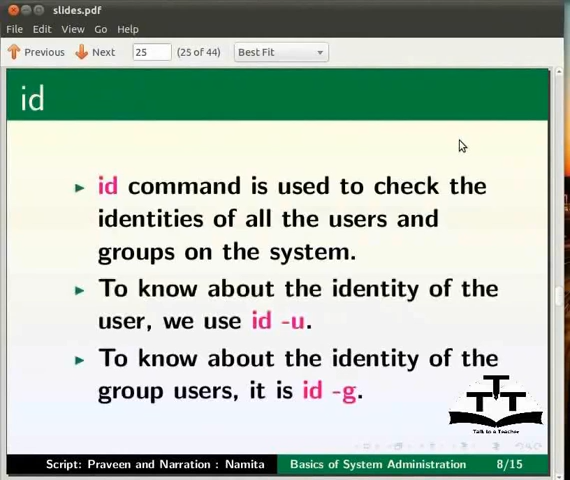 slides.pdf
File Edit View Go Help
Previous Next 25 (25 of 44) Best Fit
id
id command is used to check the
identities of all the users and
groups on the system.
To know about the identity of the
user, we use id -u.
To know about the identity of the
group users, it is id -g.
TTT
Talk to a Teacher
Script: Praveen and Narration : Namita Basics of System Administration 8/15